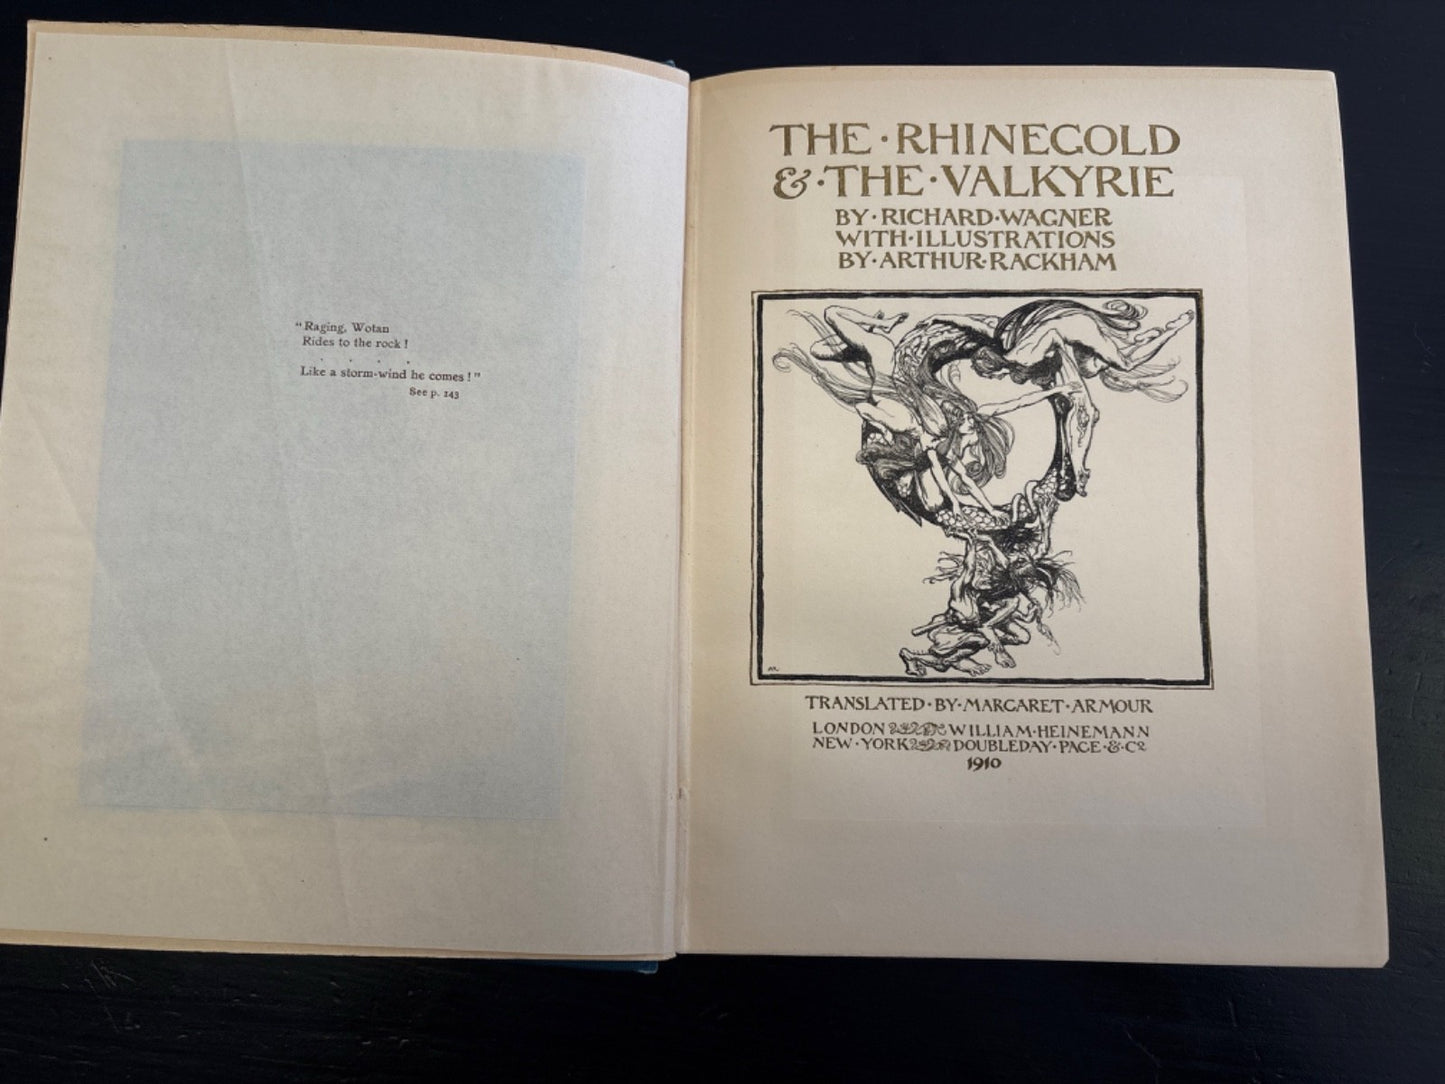 “Raging, Wotan
Rides to the rock!
. . . .
Like a storm-wind he comes!”
See p. 243
THE·RHINEGOLD
&·THE·VALKYRIE
BY·RICHARD·WAGNER
WITH·ILLUSTRATIONS
BY·ARTHUR·RACKHAM
AR
TRANSLATED·BY·MARGARET·ARMOUR
LONDON WILLIAM·HEINEMANN
NEW·YORK DOUBLEDAY·PAGE·&·Co
1910